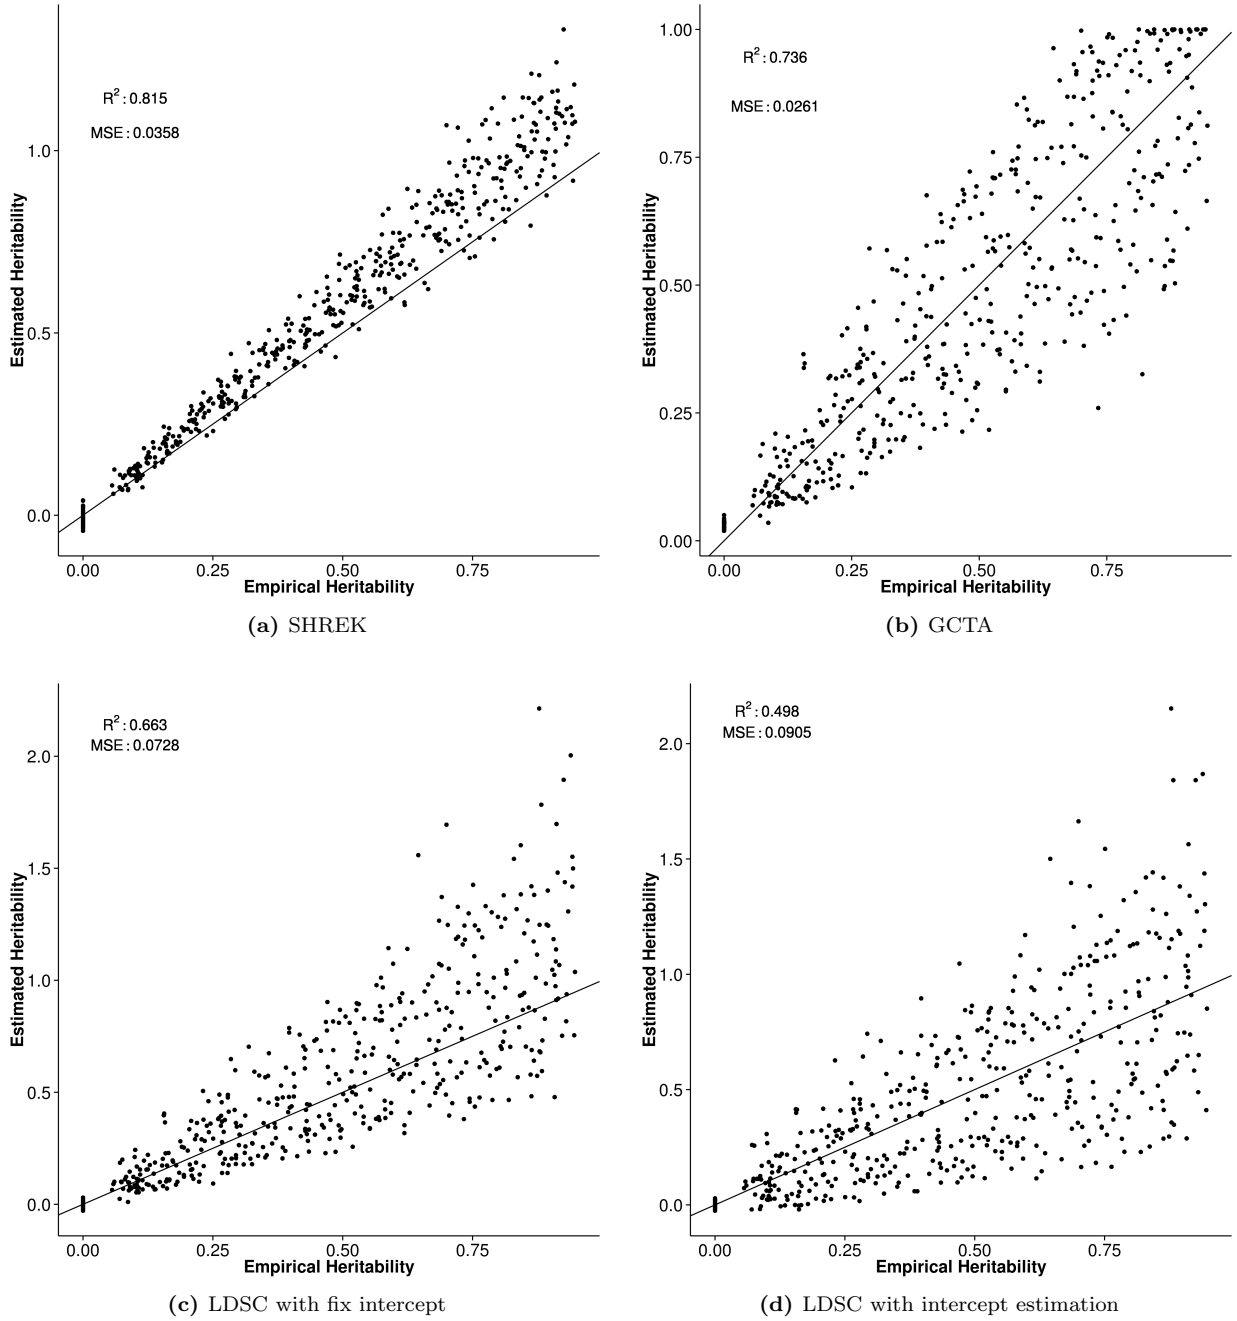 R²: 0.815
MSE: 0.0358
1.0
0.5
0.0
Estimated Heritability
0.00 0.25 0.50 0.75
Empirical Heritability
(a) SHREK
R²: 0.736
MSE: 0.0261
1.00
0.75
0.50
0.25
0.00
Estimated Heritability
0.00 0.25 0.50 0.75
Empirical Heritability
(b) GCTA
R²: 0.663
MSE: 0.0728
2.0
1.5
1.0
0.5
0.0
Estimated Heritability
0.00 0.25 0.50 0.75
Empirical Heritability
(c) LDSC with fix intercept
R²: 0.498
MSE: 0.0905
2.0
1.5
1.0
0.5
0.0
Estimated Heritability
0.00 0.25 0.50 0.75
Empirical Heritability
(d) LDSC with intercept estimation